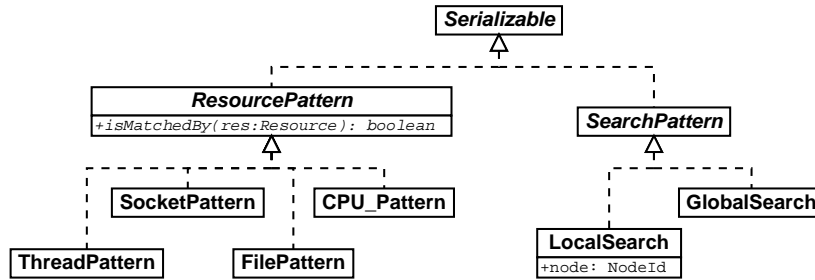 Serializable
ResourcePattern
+isMatchedBy(res:Resource): boolean
SearchPattern
SocketPattern
CPU_Pattern
GlobalSearch
ThreadPattern
FilePattern
LocalSearch
+node: NodeId